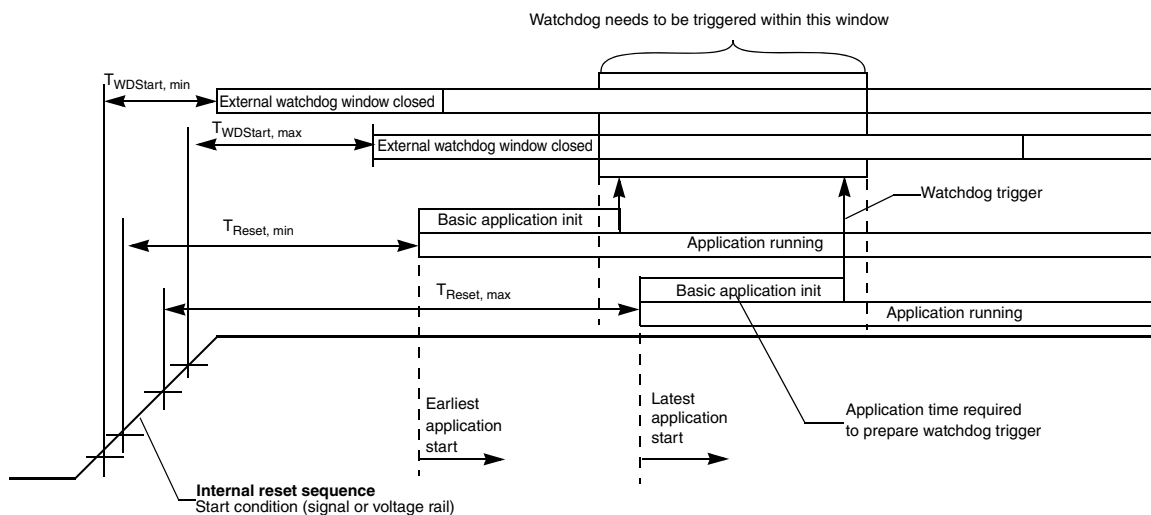 Watchdog needs to be triggered within this window
TWDStart, min
External watchdog window closed
TWDStart, max
External watchdog window closed
Watchdog trigger
Basic application init
TReset, min
Application running
TReset, max
Basic application init
Application running
Earliest
application
start
Latest
application
start
Application time required
to prepare watchdog trigger
Internal reset sequence
Start condition (signal or voltage rail)